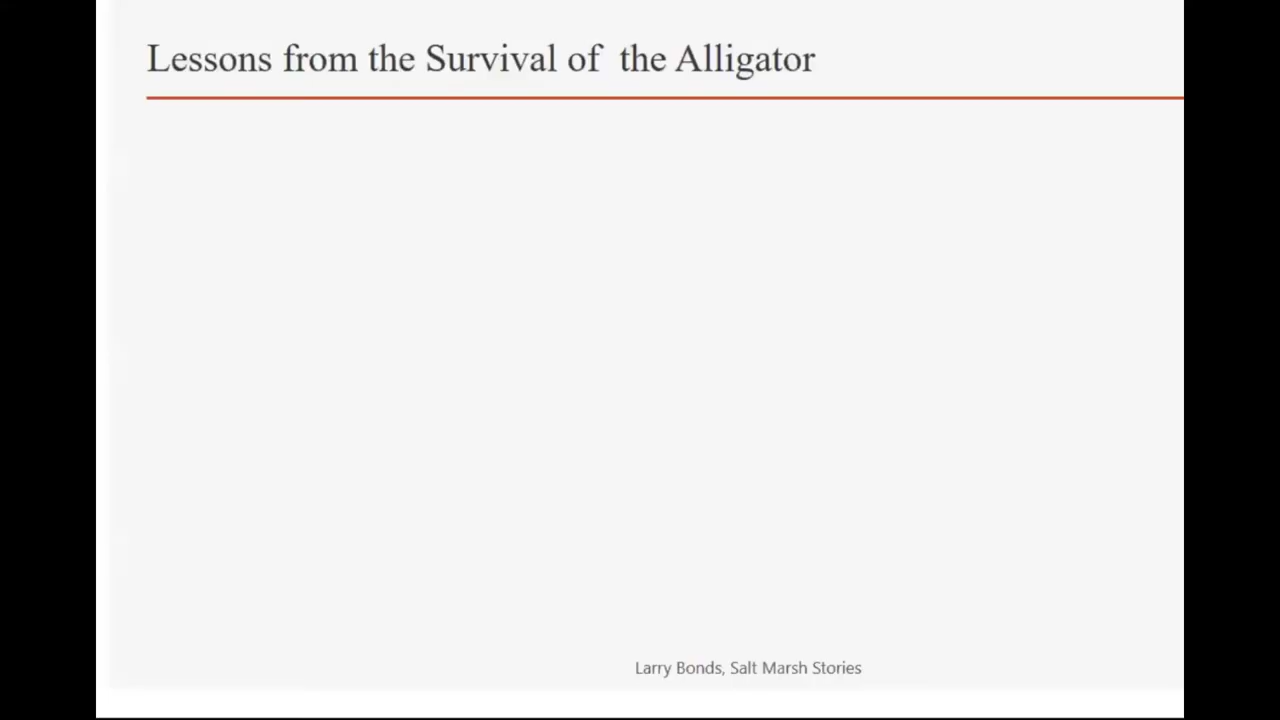 Lessons from the Survival of  the Alligator
Larry Bonds, Salt Marsh Stories